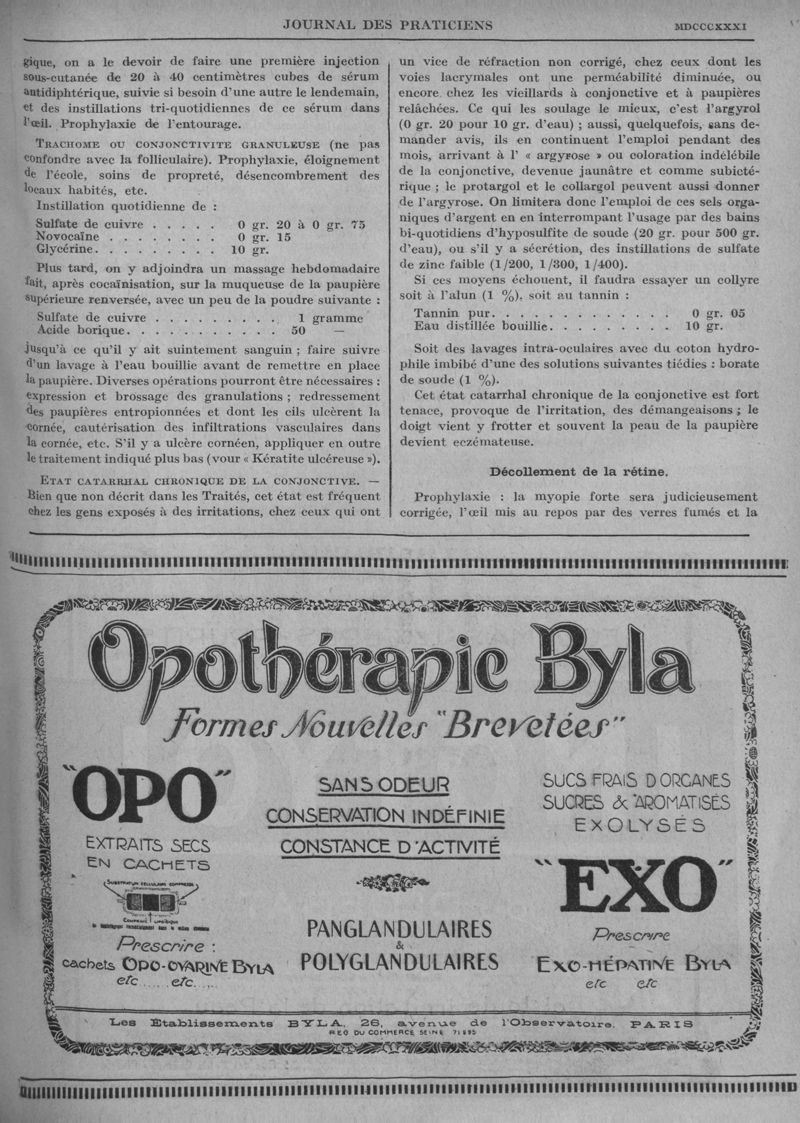 JOURNAL DES PRATICIENS
MDCCCXXXI
gique, on a le devoir de faire une première injection
sous-cutanée de 20 à 40 centimètres cubes de sérum
antidiphtérique, suivie si besoin d'une autre le lendemain,
et des instillations tri-quotidiennes de ce sérum dans
l'œil. Prophylaxie de l'entourage.
TRACHOME OU CONJONCTIVITE GRANULEUSE (ne pas
confondre avec la folliculaire). Prophylaxie, éloignement
de l'école, soins de propreté, désencombrement des
locaux habités, etc.
Instillation quotidienne de :
Sulfate de cuivre . . . . . 0 gr. 20 à 0 gr. 75
Novocaïne . . . . . . . . 0 gr. 15
Glycérine. . . . . . . . . 10 gr.
Plus tard, on y adjoindra un massage hebdomadaire
fait, après cocaïnisation, sur la muqueuse de la paupière
supérieure renversée, avec un peu de la poudre suivante :
Sulfate de cuivre . . . . . . . . . 1 gramme
Acide borique. . . . . . . . . . . 50 —
jusqu'à ce qu'il y ait suintement sanguin ; faire suivre
d'un lavage à l'eau bouillie avant de remettre en place
la paupière. Diverses opérations pourront être nécessaires :
expression et brossage des granulations ; redressement
des paupières entropionnées et dont les cils ulcèrent la
cornée, cautérisation des infiltrations vasculaires dans
la cornée, etc. S'il y a ulcère cornéen, appliquer en outre
le traitement indiqué plus bas (vour « Kératite ulcéreuse »).
ETAT CATARRHAL CHRONIQUE DE LA CONJONCTIVE. —
Bien que non décrit dans les Traités, cet état est fréquent
chez les gens exposés à des irritations, chez ceux qui ont
un vice de réfraction non corrigé, chez ceux dont les
voies lacrymales ont une perméabilité diminuée, ou
encore chez les vieillards à conjonctive et à paupières
relâchées. Ce qui les soulage le mieux, c'est l'argyrol
(0 gr. 20 pour 10 gr. d'eau) ; aussi, quelquefois, sans de-
mander avis, ils en continuent l'emploi pendant des
mois, arrivant à l' « argyrose » ou coloration indélébile
de la conjonctive, devenue jaunâtre et comme subicté-
rique ; le protargol et le collargol peuvent aussi donner
de l'argyrose. On limitera donc l'emploi de ces sels orga-
niques d'argent en en interrompant l'usage par des bains
bi-quotidiens d'hyposulfite de soude (20 gr. pour 500 gr.
d'eau), ou s'il y a sécrétion, des instillations de sulfate
de zinc faible (1/200, 1/300, 1/400).
Si ces moyens échouent, il faudra essayer un collyre
soit à l'alun (1 %), soit au tannin :
Tannin pur. . . . . . . . . . . . . 0 gr. 05
Eau distillée bouillie. . . . . . . . . 10 gr.
Soit des lavages intra-oculaires avec du coton hydro-
phile imbibé d'une des solutions suivantes tiédies : borate
de soude (1 %).
Cet état catarrhal chronique de la conjonctive est fort
tenace, provoque de l'irritation, des démangeaisons ; le
doigt vient y frotter et souvent la peau de la paupière
devient eczémateuse.
Décollement de la rétine.
Prophylaxie : la myopie forte sera judicieusement
corrigée, l'œil mis au repos par des verres fumés et la
Opothérapie Byla
Formes Nouvelles "Brevetées"
"OPO"
EXTRAITS SECS
EN CACHETS
SUBSTRATUM CELLULAIRE COMPRESSÉ
Prescrire :
cachets OPO-OVARINE BYLA
etc ..... etc.....
SANS ODEUR
CONSERVATION INDÉFINIE
CONSTANCE D'ACTIVITÉ
PANGLANDULAIRES
&
POLYGLANDULAIRES
SUCS FRAIS D'ORGANES
SUCRÉS & AROMATISÉS
EXOLYSÉS
"EXO"
Prescrire
EXO-HÉPATINE BYLA
etc etc
Les Etablissements BYLA, 26, avenue de l'Observatoire. PARIS
REG DU COMMERCE SEINE 71895